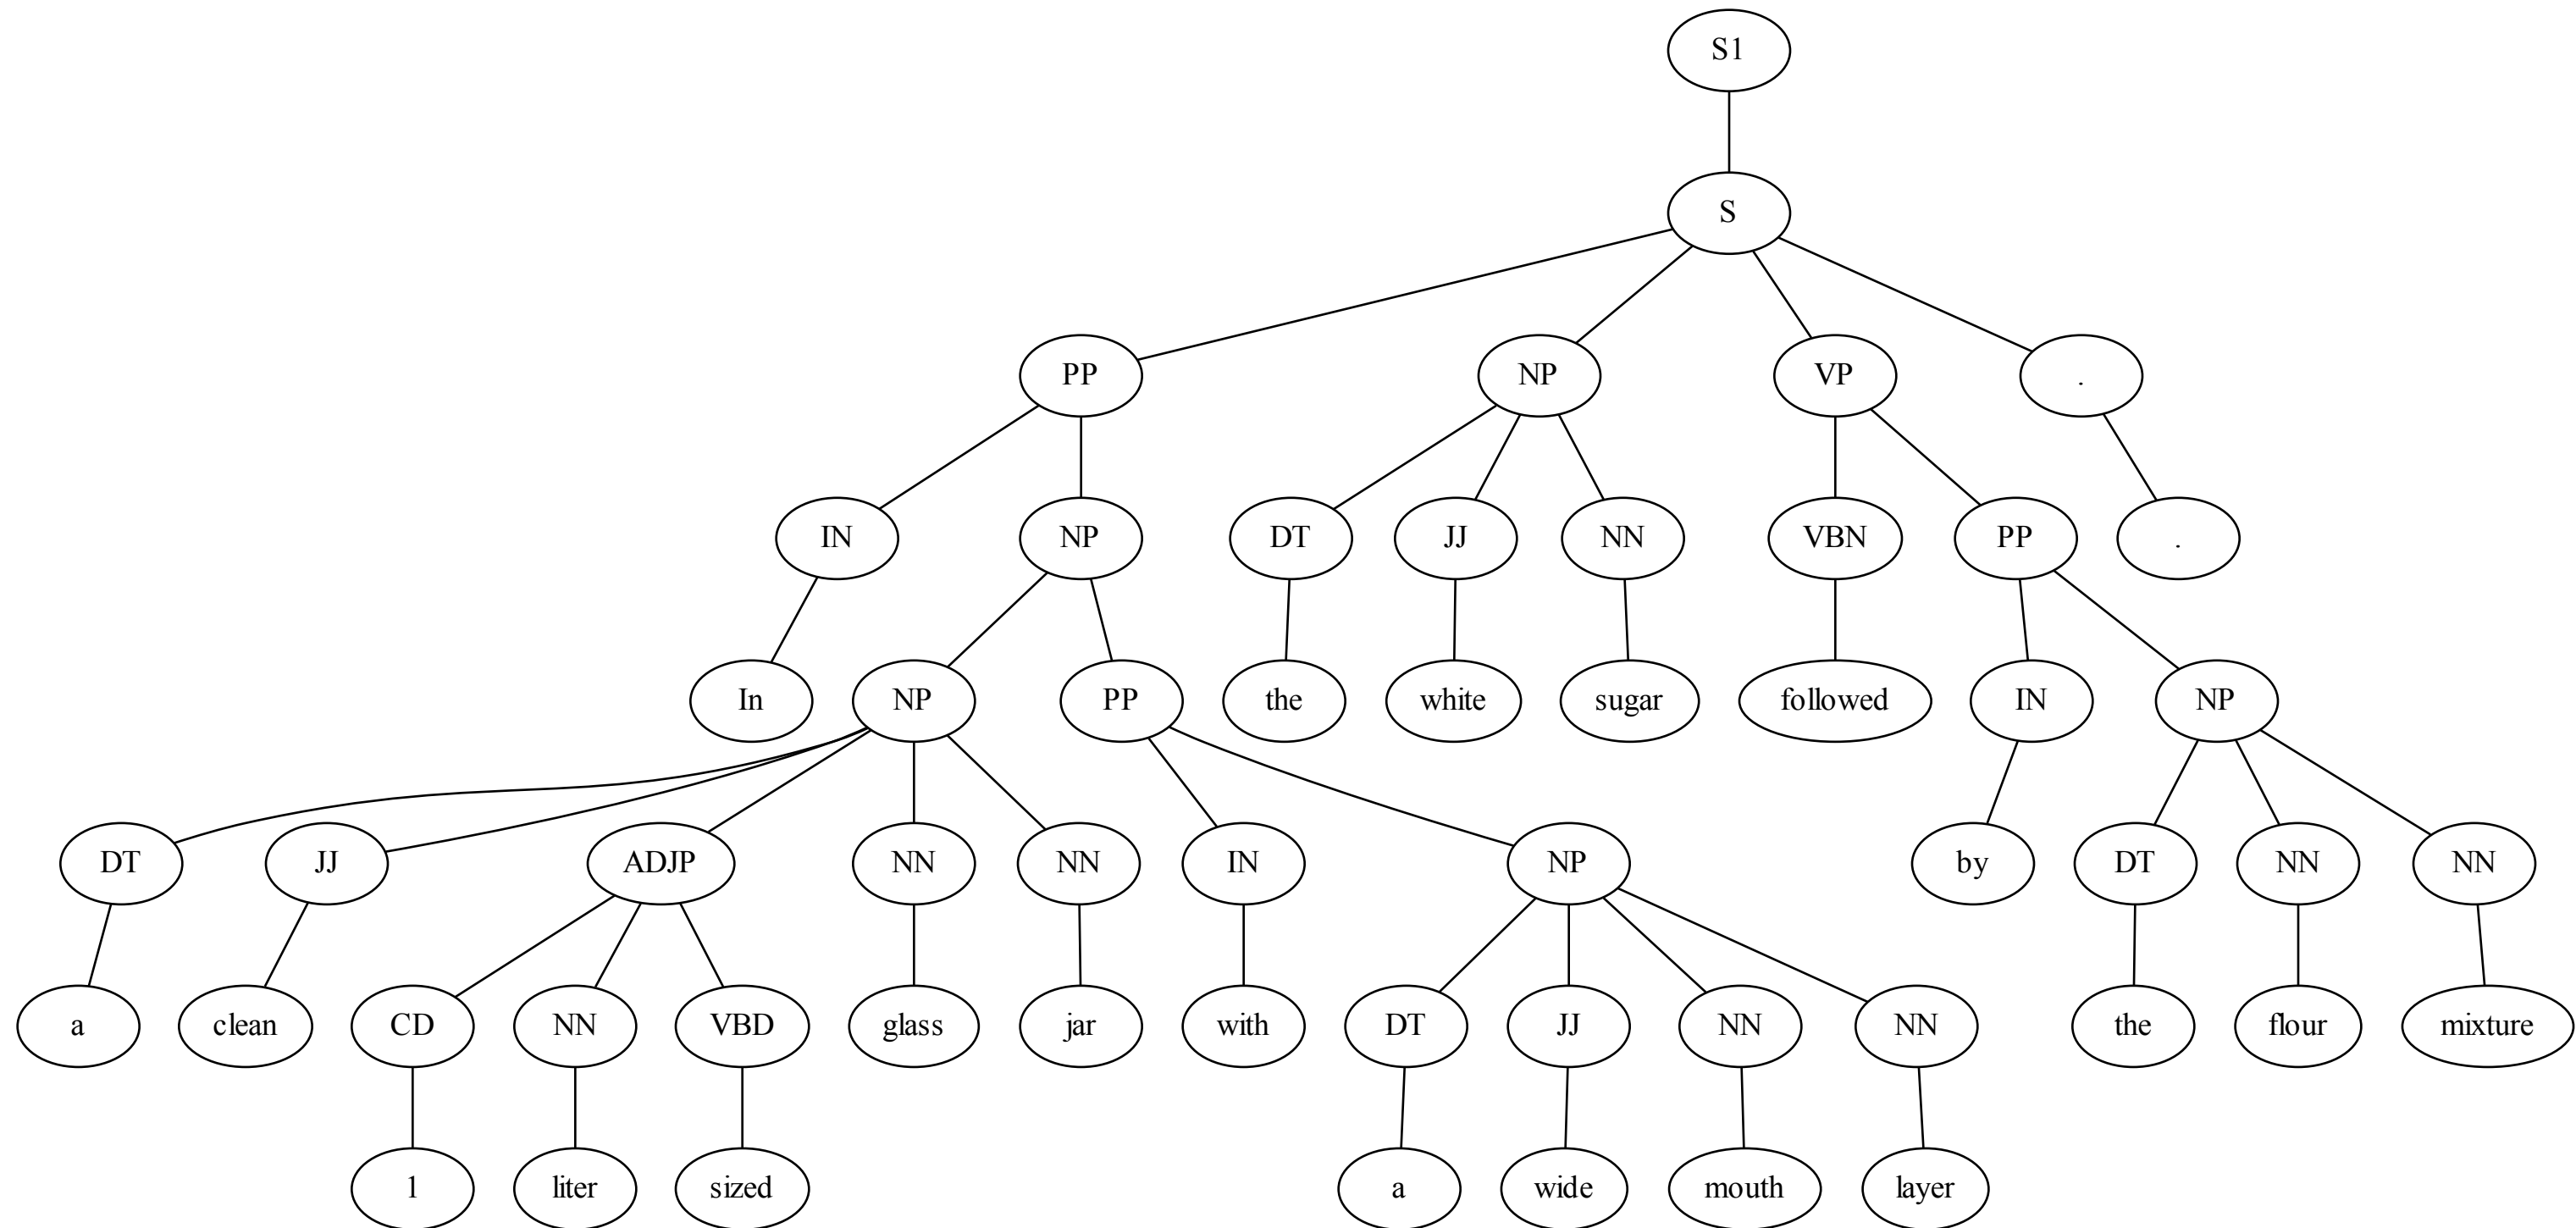 S1
S
PP NP VP .
IN NP DT JJ NN VBN PP .
In NP PP the white sugar followed IN NP
DT JJ ADJP NN NN IN NP by DT NN NN
a clean CD NN VBD glass jar with DT JJ NN NN the flour mixture
1 liter sized a wide mouth layer